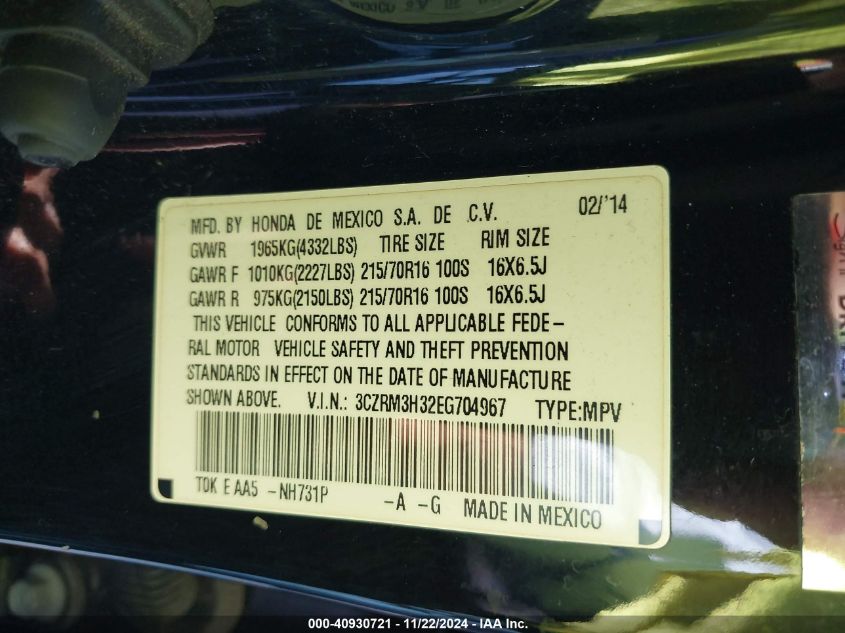 MFD. BY HONDA DE MEXICO S.A. DE .C.V. 02/'14
GVWR 1965KG(4332LBS) TIRE SIZE RIM SIZE
GAWR F 1010KG(2227LBS) 215/70R16 100S 16X6.5J
GAWR R 975KG(2150LBS) 215/70R16 100S 16X6.5J
THIS VEHICLE CONFORMS TO ALL APPLICABLE FEDE-
RAL MOTOR VEHICLE SAFETY AND THEFT PREVENTION
STANDARDS IN EFFECT ON THE DATE OF MANUFACTURE
SHOWN ABOVE. V.I.N.: 3CZRM3H32EG704967 TYPE:MPV
T0K E AA5 -NH731P -A -G MADE IN MEXICO
000-40930721 - 11/22/2024 - IAA Inc.